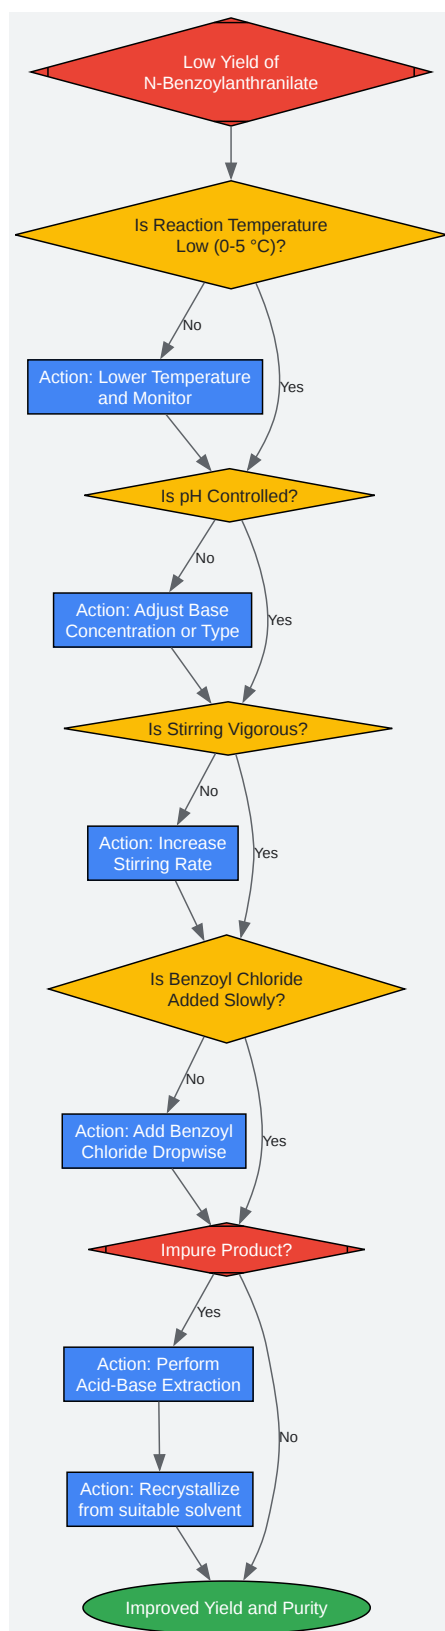 Low Yield of
N-Benzoylanthranilate
Is Reaction Temperature
Low (0-5 °C)?
No
Yes
Action: Lower Temperature
and Monitor
Is pH Controlled?
No
Yes
Action: Adjust Base
Concentration or Type
Is Stirring Vigorous?
No
Yes
Action: Increase
Stirring Rate
Is Benzoyl Chloride
Added Slowly?
No
Yes
Action: Add Benzoyl
Chloride Dropwise
Impure Product?
Yes
No
Action: Perform
Acid-Base Extraction
Action: Recrystallize
from suitable solvent
Improved Yield and Purity